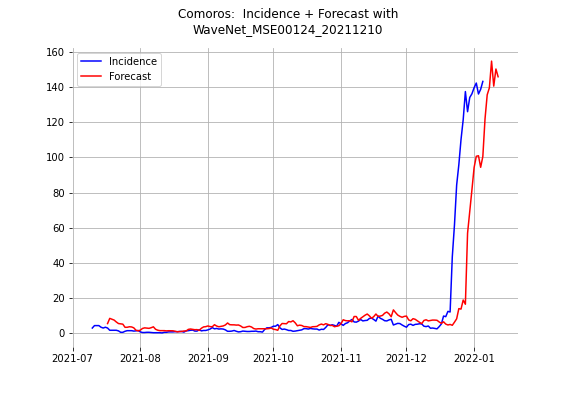 Comoros:  Incidence + Forecast with
WaveNet_MSE00124_20211210
160
140
120
100
80
60
40
20
0
Incidence
Forecast
2021-07 2021-08 2021-09 2021-10 2021-11 2021-12 2022-01